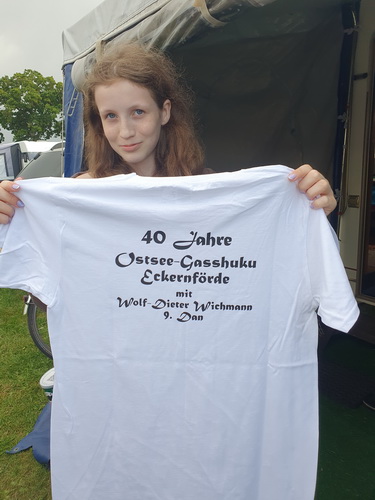 40 Jahre
Ostsee-Gasshuku
Eckernförde
mit
Wolf-Dieter Wichmann
9. Dan